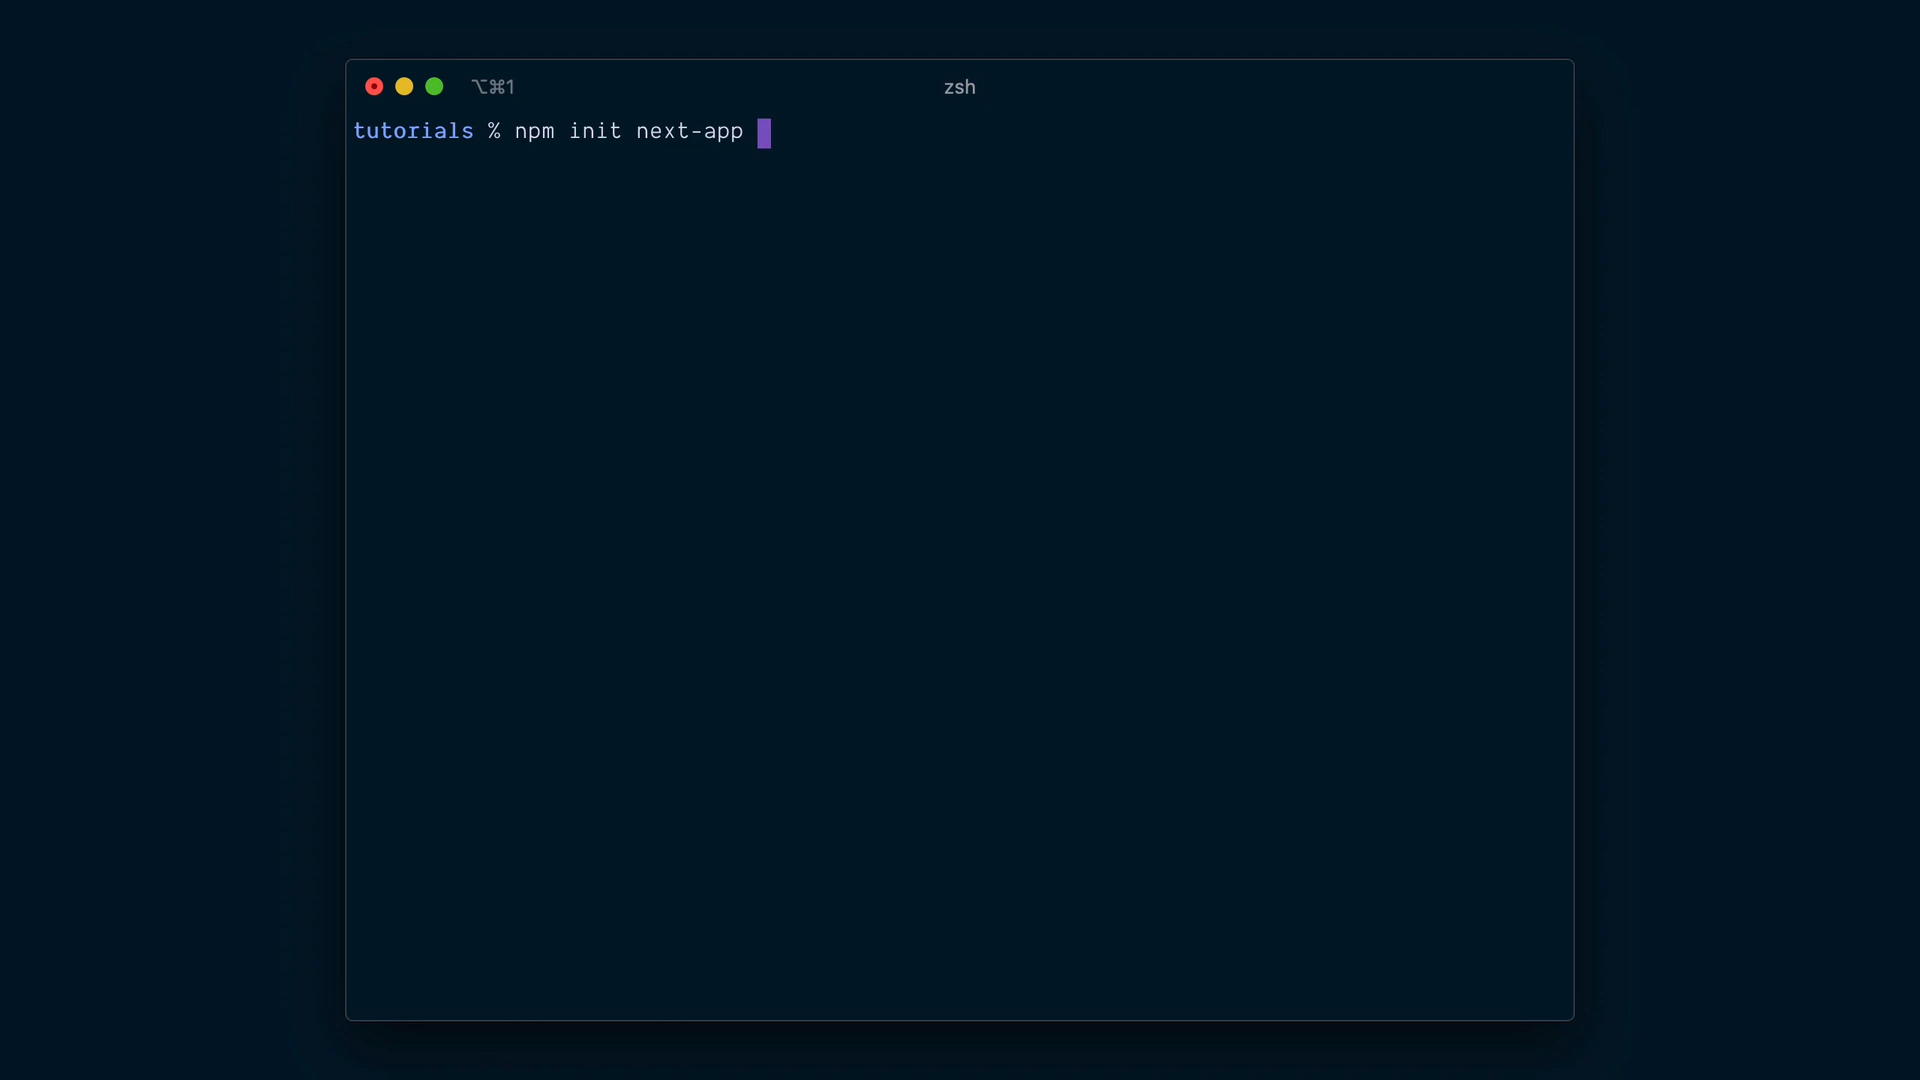 ⌥⌘1
zsh
tutorials % npm init next-app